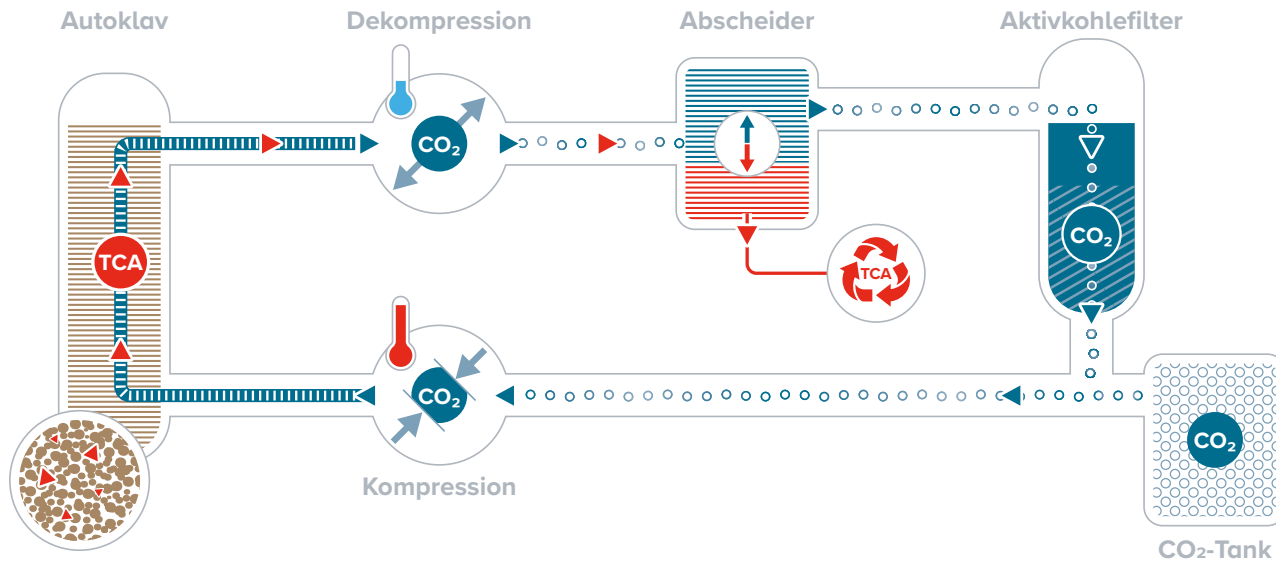 Autoklav
Dekompression
Abscheider
Aktivkohlefilter
CO₂
CO₂
TCA
TCA
CO₂
CO₂
Kompression
CO₂-Tank